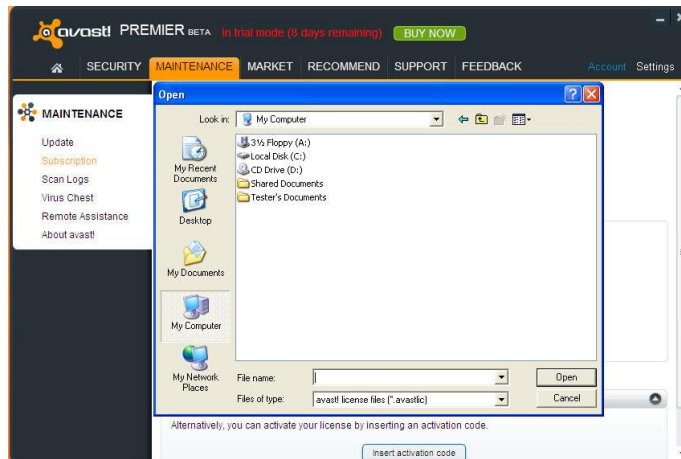 avast! PREMIER BETA In trial mode (8 days remaining) BUY NOW
SECURITY MAINTENANCE MARKET RECOMMEND SUPPORT FEEDBACK Account Settings
MAINTENANCE
Update
Subscription
Scan Logs
Virus Chest
Remote Assistance
About avast!
Open
Look in: My Computer
3½ Floppy (A:)
Local Disk (C:)
CD Drive (D:)
Shared Documents
Tester's Documents
My Recent
Documents
Desktop
My Documents
My Computer
My Network
Places
File name:
Open
Files of type: avast! license files (*.avastlic)
Cancel
Alternatively, you can activate your license by inserting an activation code.
Insert activation code